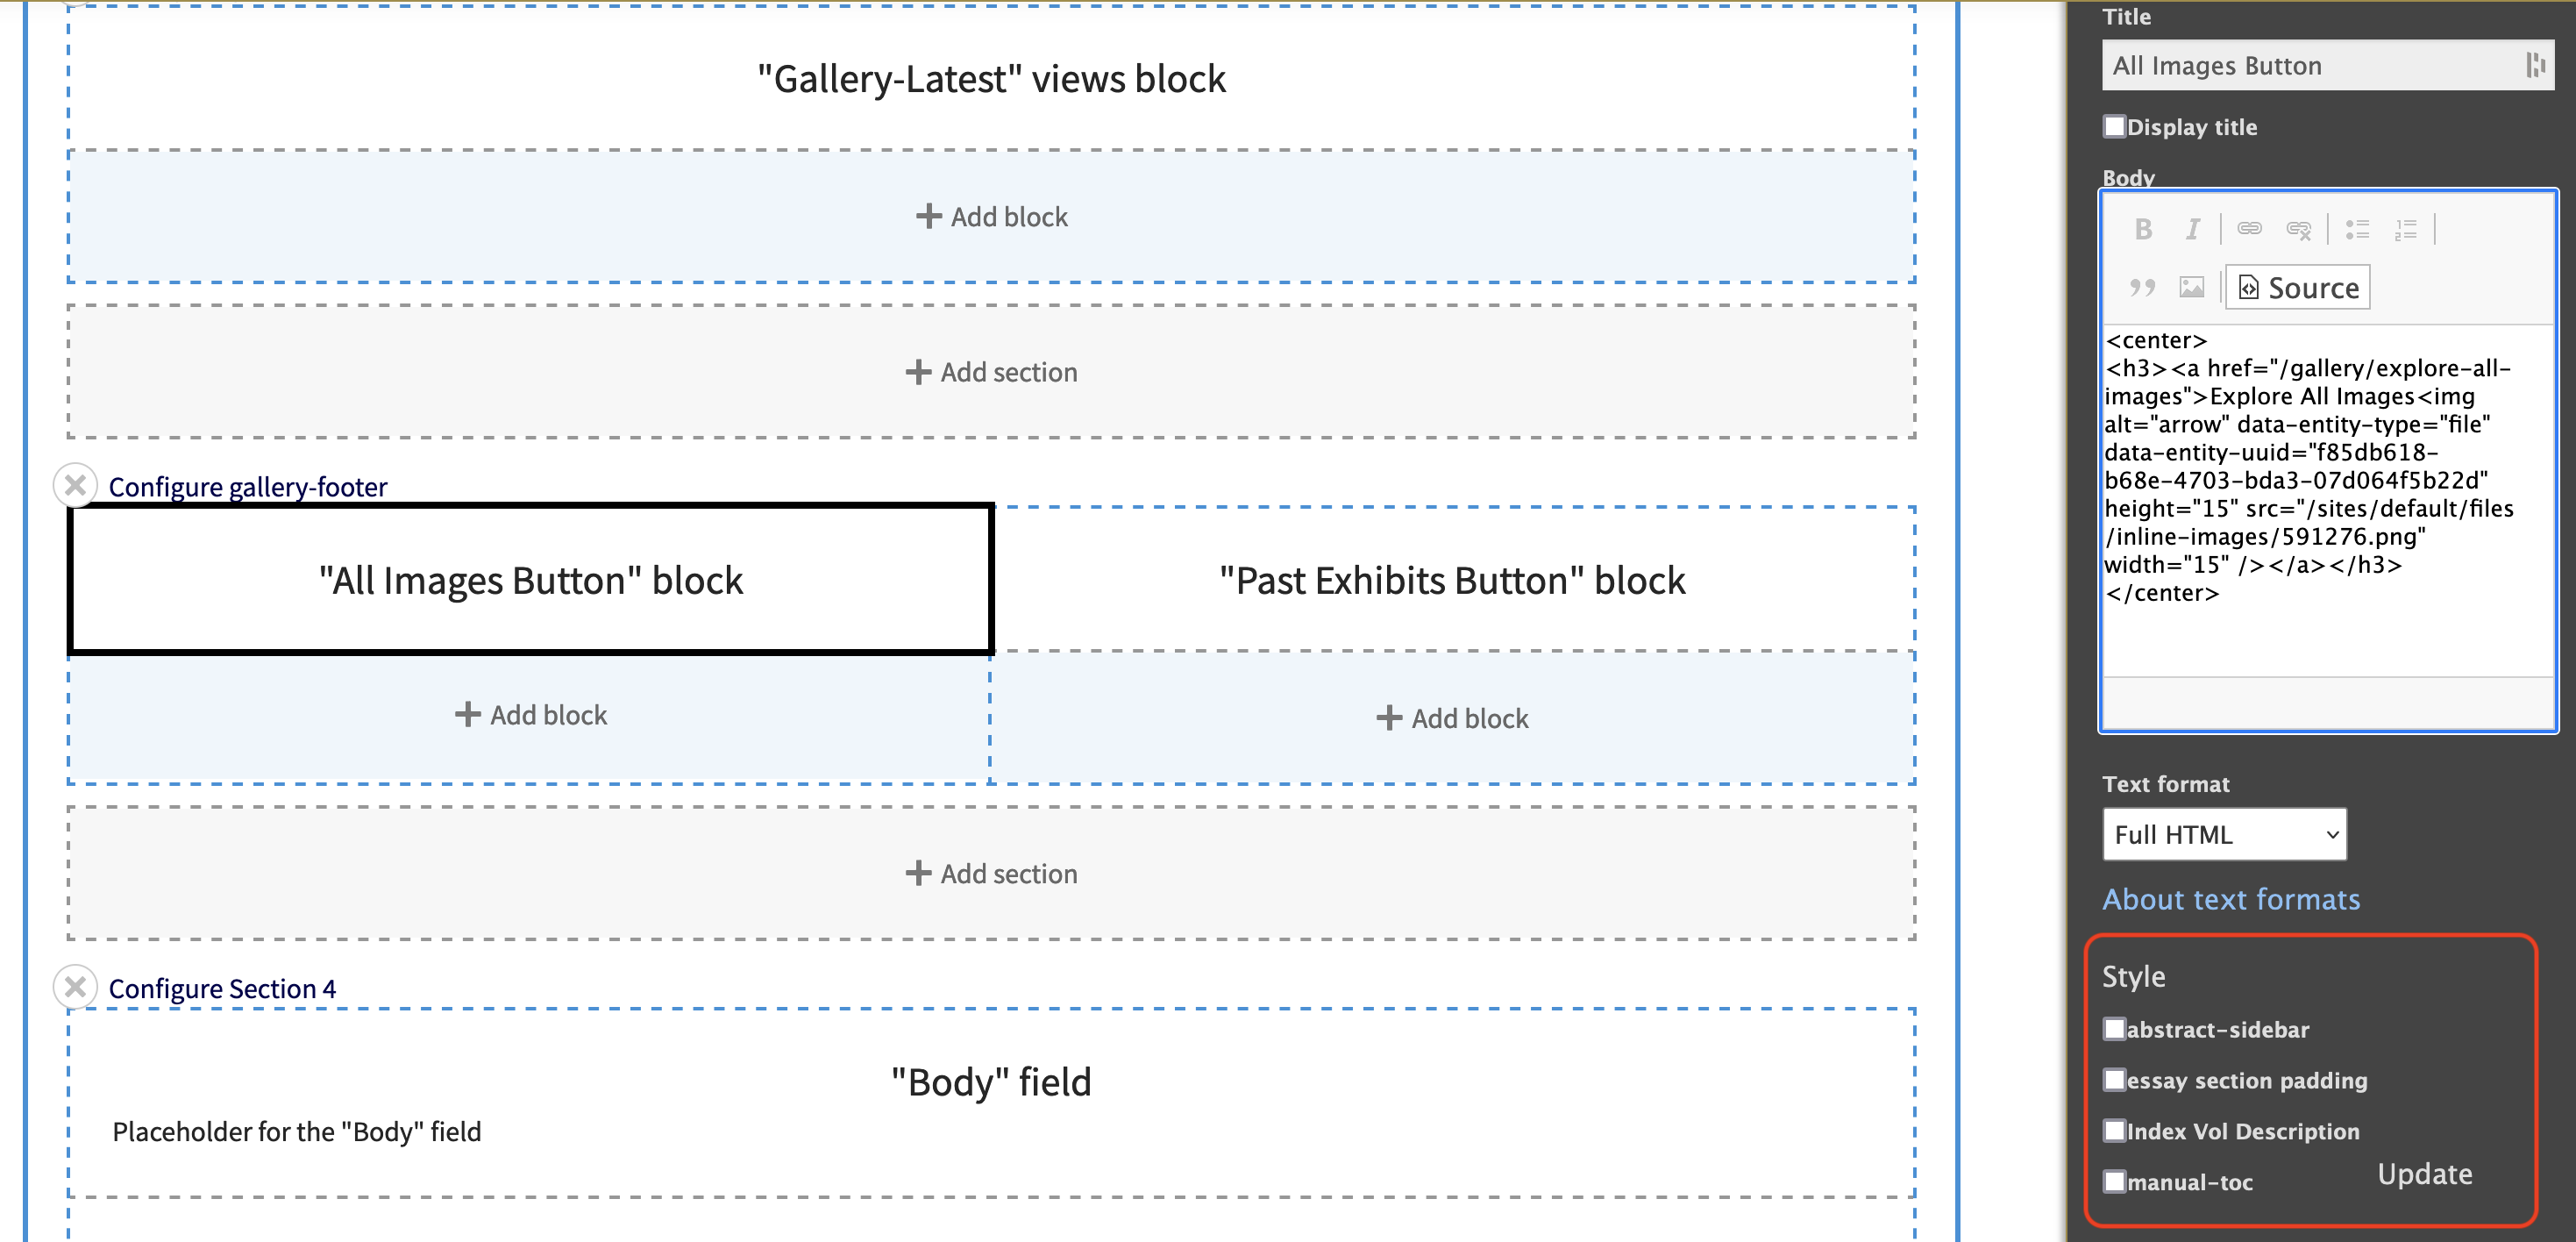 "Gallery-Latest" views block
Add block
Add section
Configure gallery-footer
"All Images Button" block
"Past Exhibits Button" block
Add block
Add block
Add section
Configure Section 4
"Body" field
Placeholder for the "Body" field
Title
All Images Button
Display title
Body
B I
Source
<center>
<h3><a href="/gallery/explore-all-
images">Explore All Images<img
alt="arrow" data-entity-type="file"
data-entity-uuid="f85db618-
b68e-4703-bda3-07d064f5b22d"
height="15" src="/sites/default/files
/inline-images/591276.png"
width="15" /></a></h3>
</center>
Text format
Full HTML
About text formats
Style
abstract-sidebar
essay section padding
Index Vol Description
manual-toc
Update